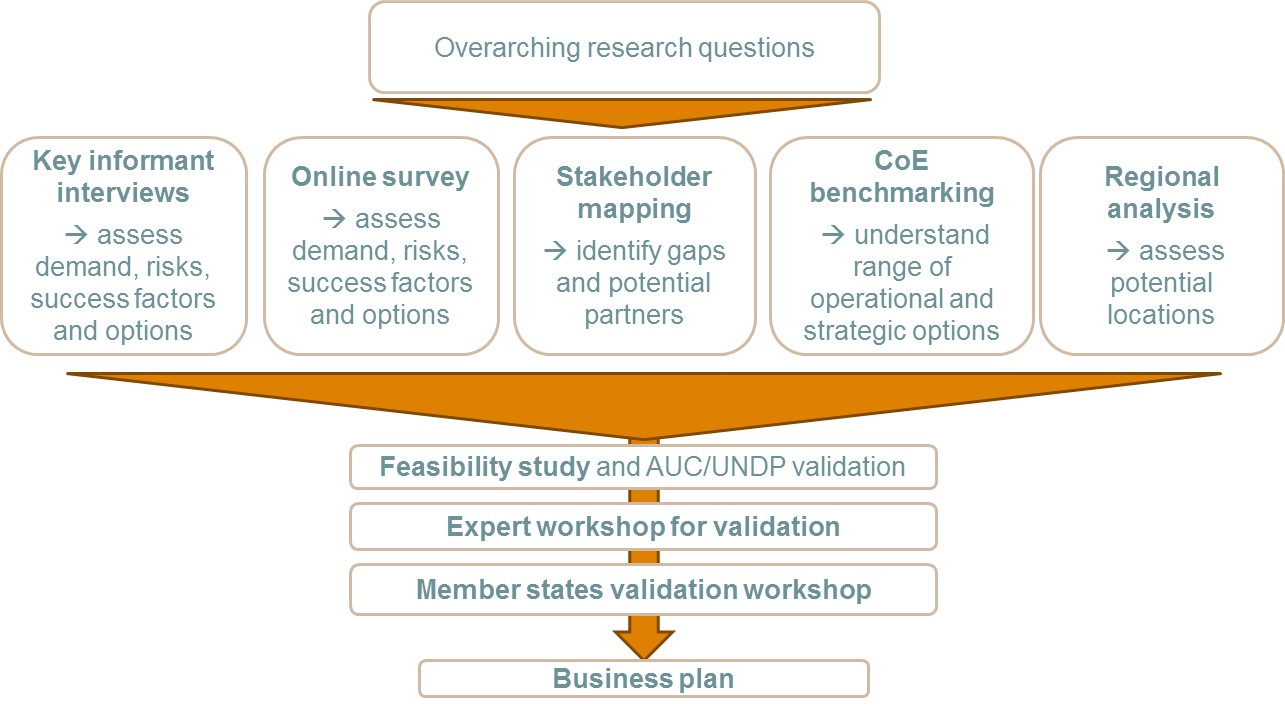 Overarching research questions
Key informant
interviews
→ assess
demand, risks,
success factors
and options
Online survey
→ assess
demand, risks,
success factors
and options
Stakeholder
mapping
→ identify gaps
and potential
partners
CoE
benchmarking
→ understand
range of
operational and
strategic options
Regional
analysis
→ assess
potential
locations
Feasibility study and AUC/UNDP validation
Expert workshop for validation
Member states validation workshop
Business plan